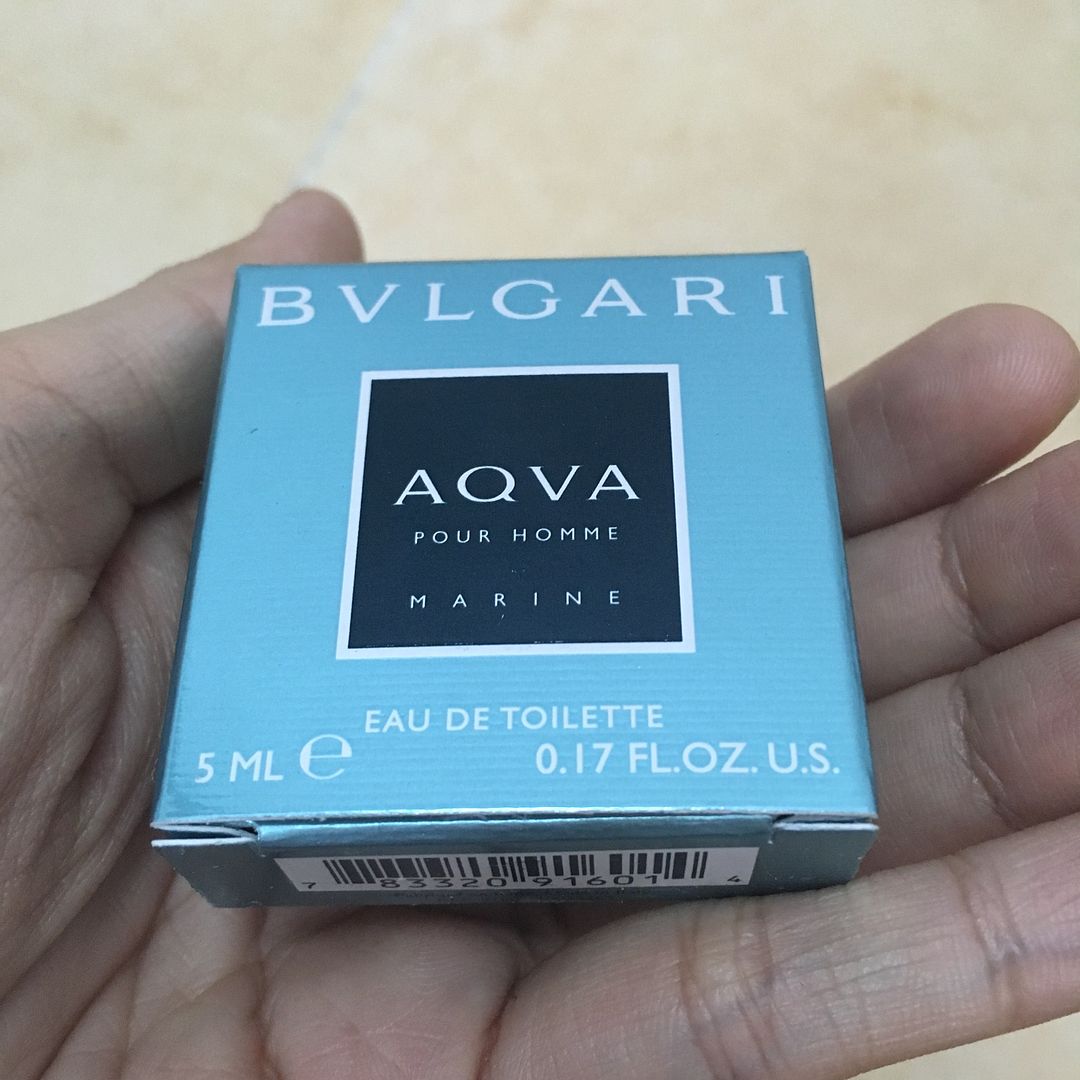 BVLGARI
AQVA
POUR HOMME
MARINE
EAU DE TOILETTE
5 ML e 0.17 FL.OZ. U.S.
7 83320 91601 4